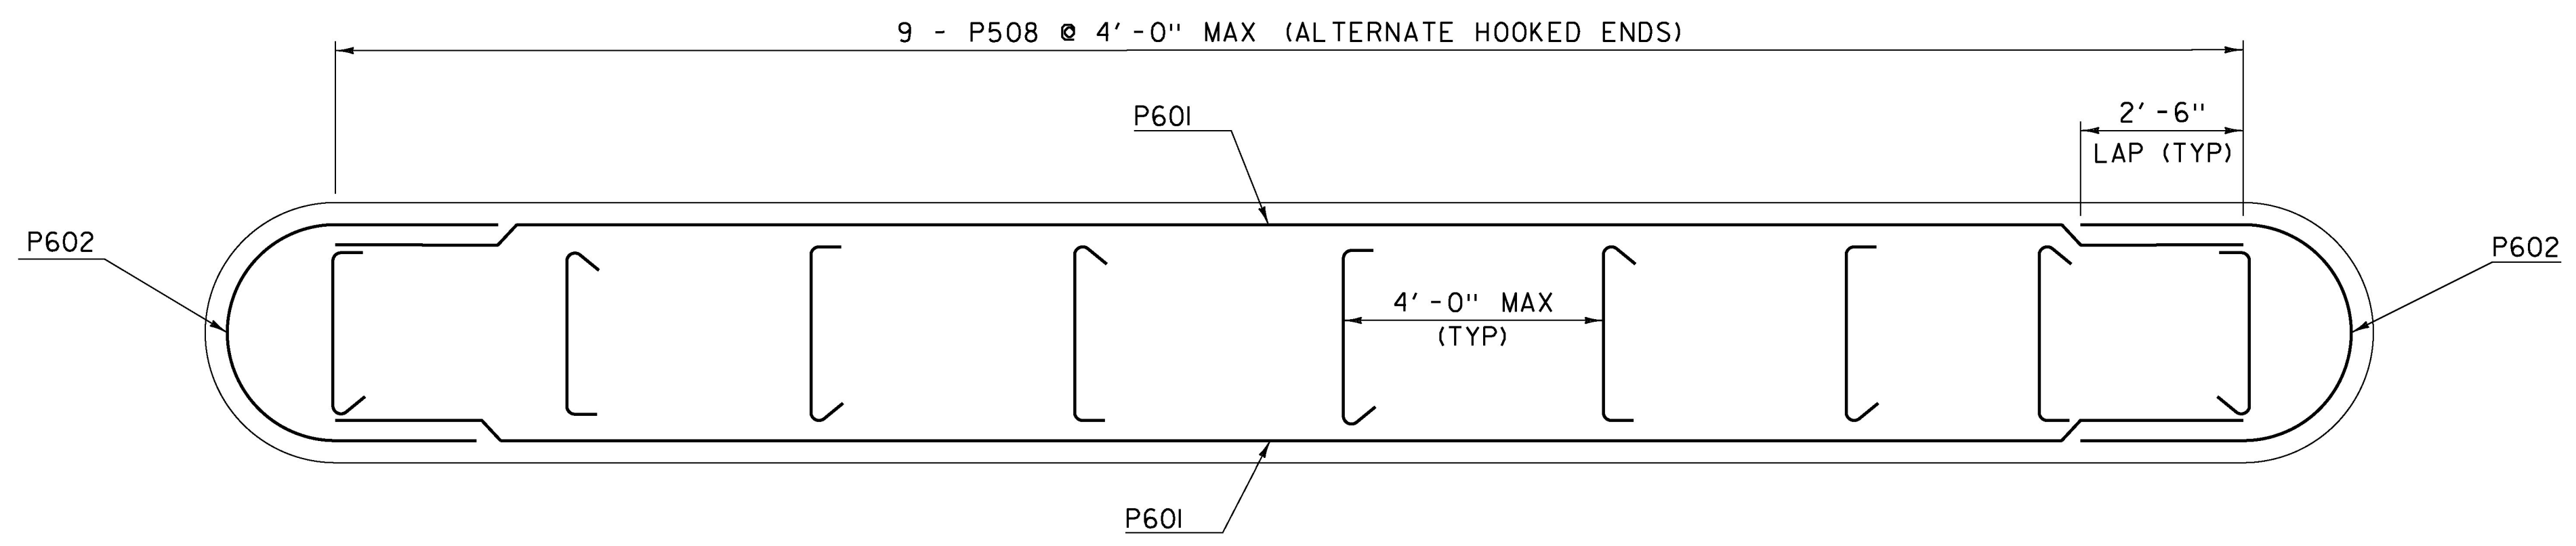 9 - P508 @ 4'-0" MAX (ALTERNATE HOOKED ENDS)
P601
2'-6"
LAP (TYP)
P602
P602
4'-0" MAX
(TYP)
P601